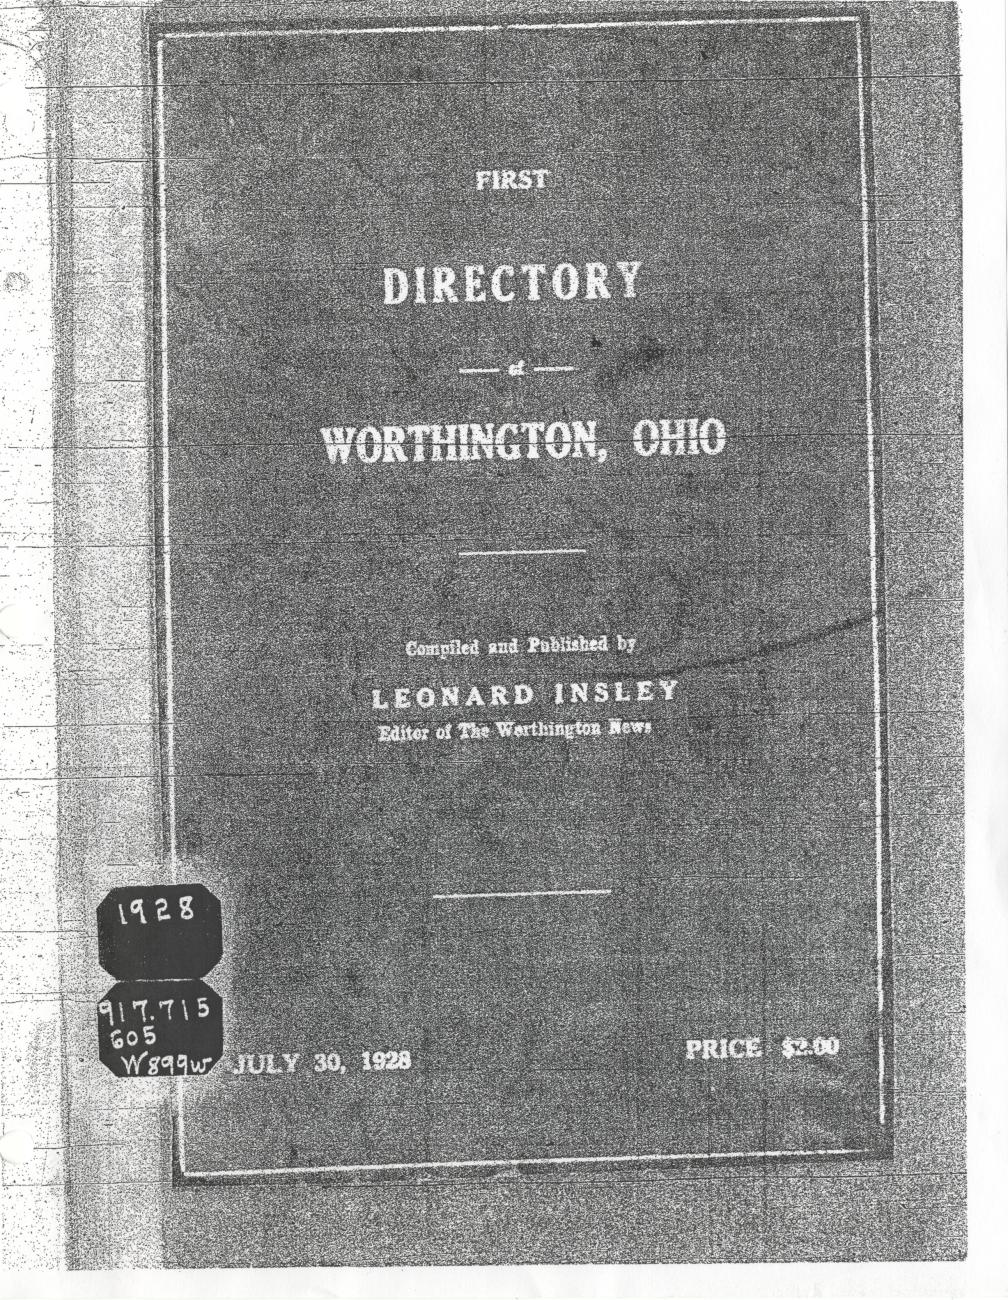 FIRST
DIRECTORY
of
WORTHINGTON, OHIO
Compiled and Published by
LEONARD INSLEY
Editor of The Worthington News
1928
917.715
605
W899w
JULY 30, 1928
PRICE $2.00